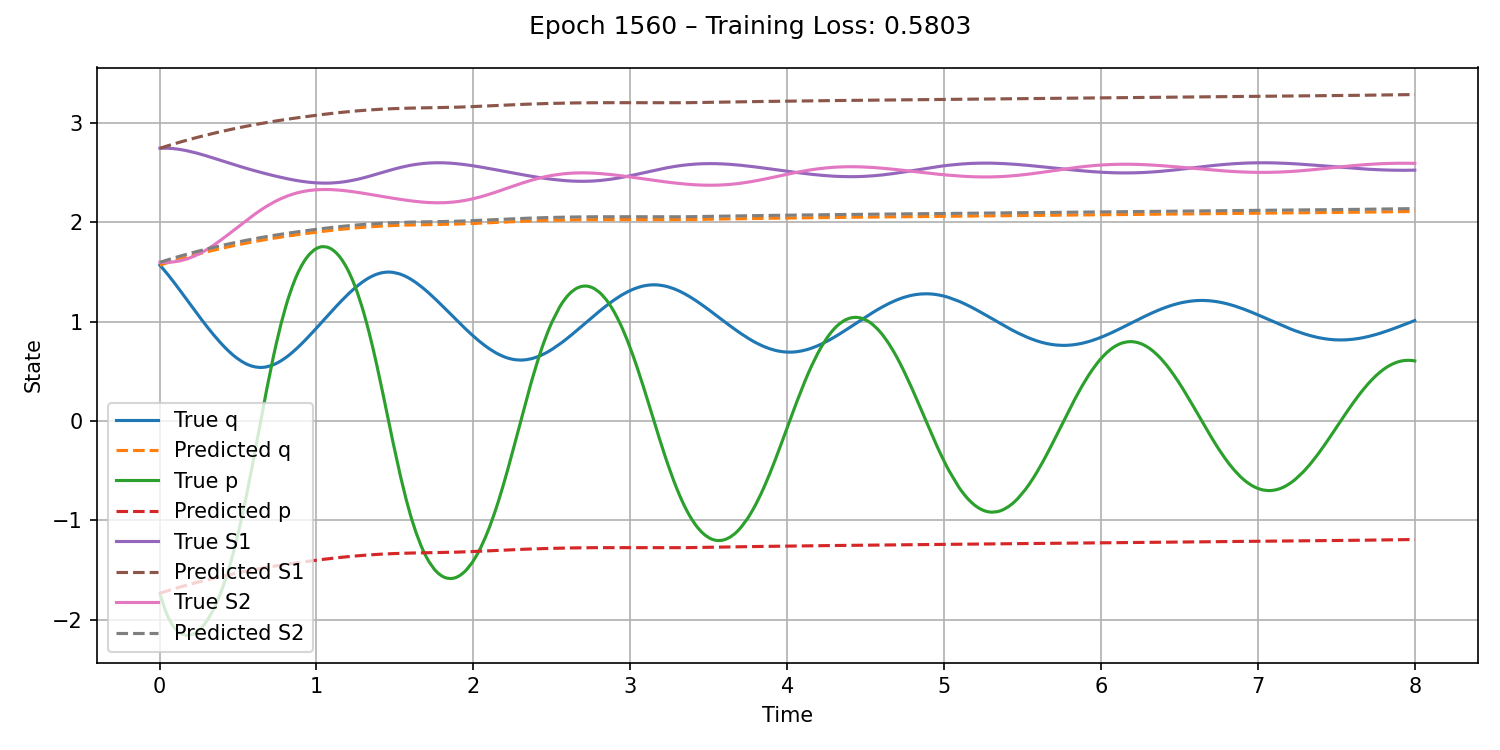 Epoch 1560 – Training Loss: 0.5803
State
3
2
1
0
−1
−2
True q
Predicted q
True p
Predicted p
True S1
Predicted S1
True S2
Predicted S2
0 1 2 3 4 5 6 7 8
Time